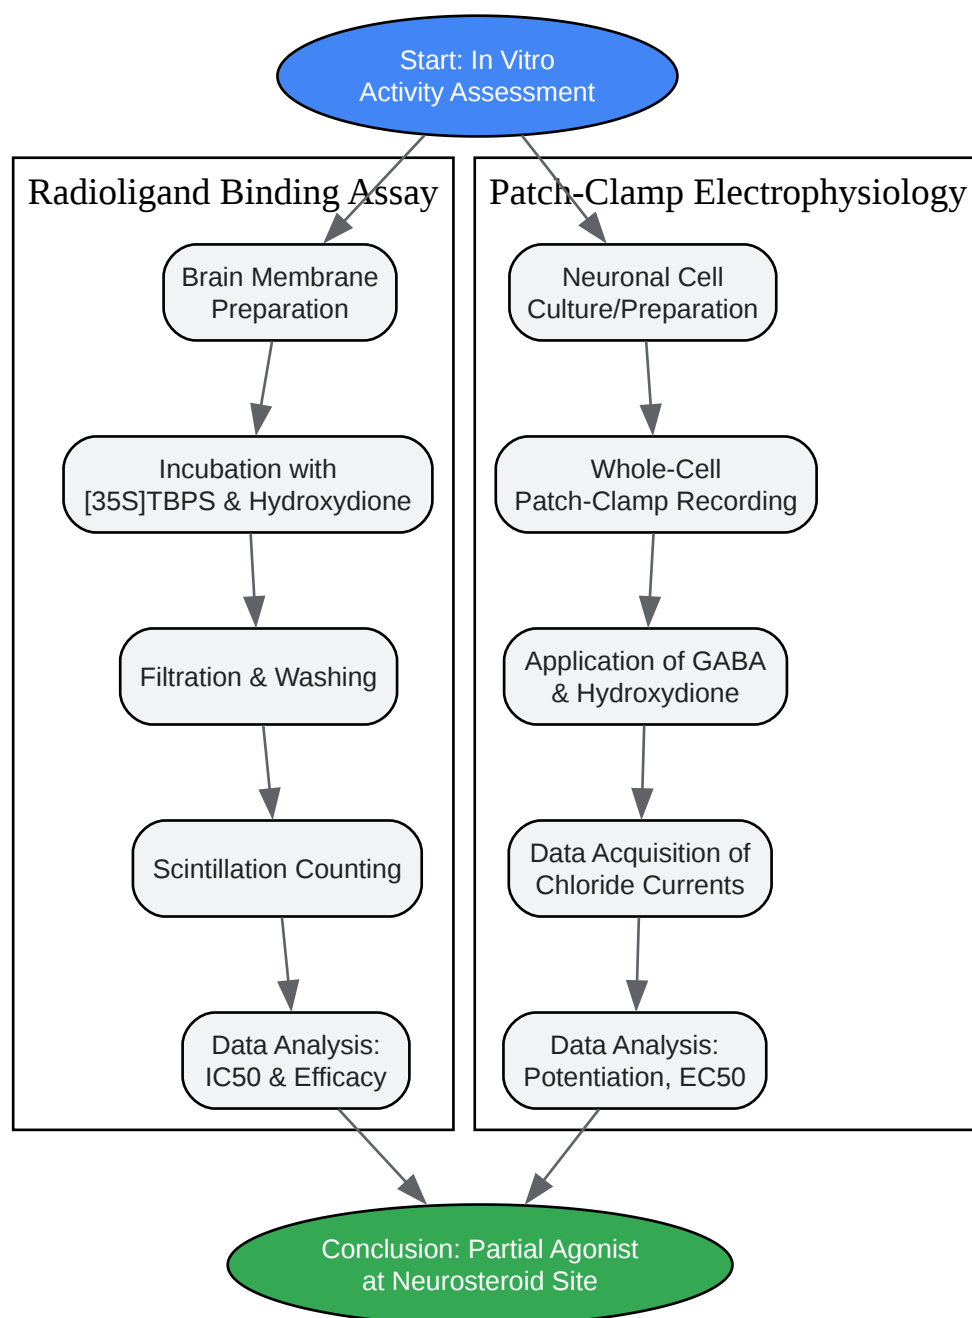 Start: In Vitro
Activity Assessment
Radioligand Binding Assay
Brain Membrane
Preparation
Incubation with
[35S]TBPS & Hydroxydione
Filtration & Washing
Scintillation Counting
Data Analysis:
IC50 & Efficacy
Patch-Clamp Electrophysiology
Neuronal Cell
Culture/Preparation
Whole-Cell
Patch-Clamp Recording
Application of GABA
& Hydroxydione
Data Acquisition of
Chloride Currents
Data Analysis:
Potentiation, EC50
Conclusion: Partial Agonist
at Neurosteroid Site